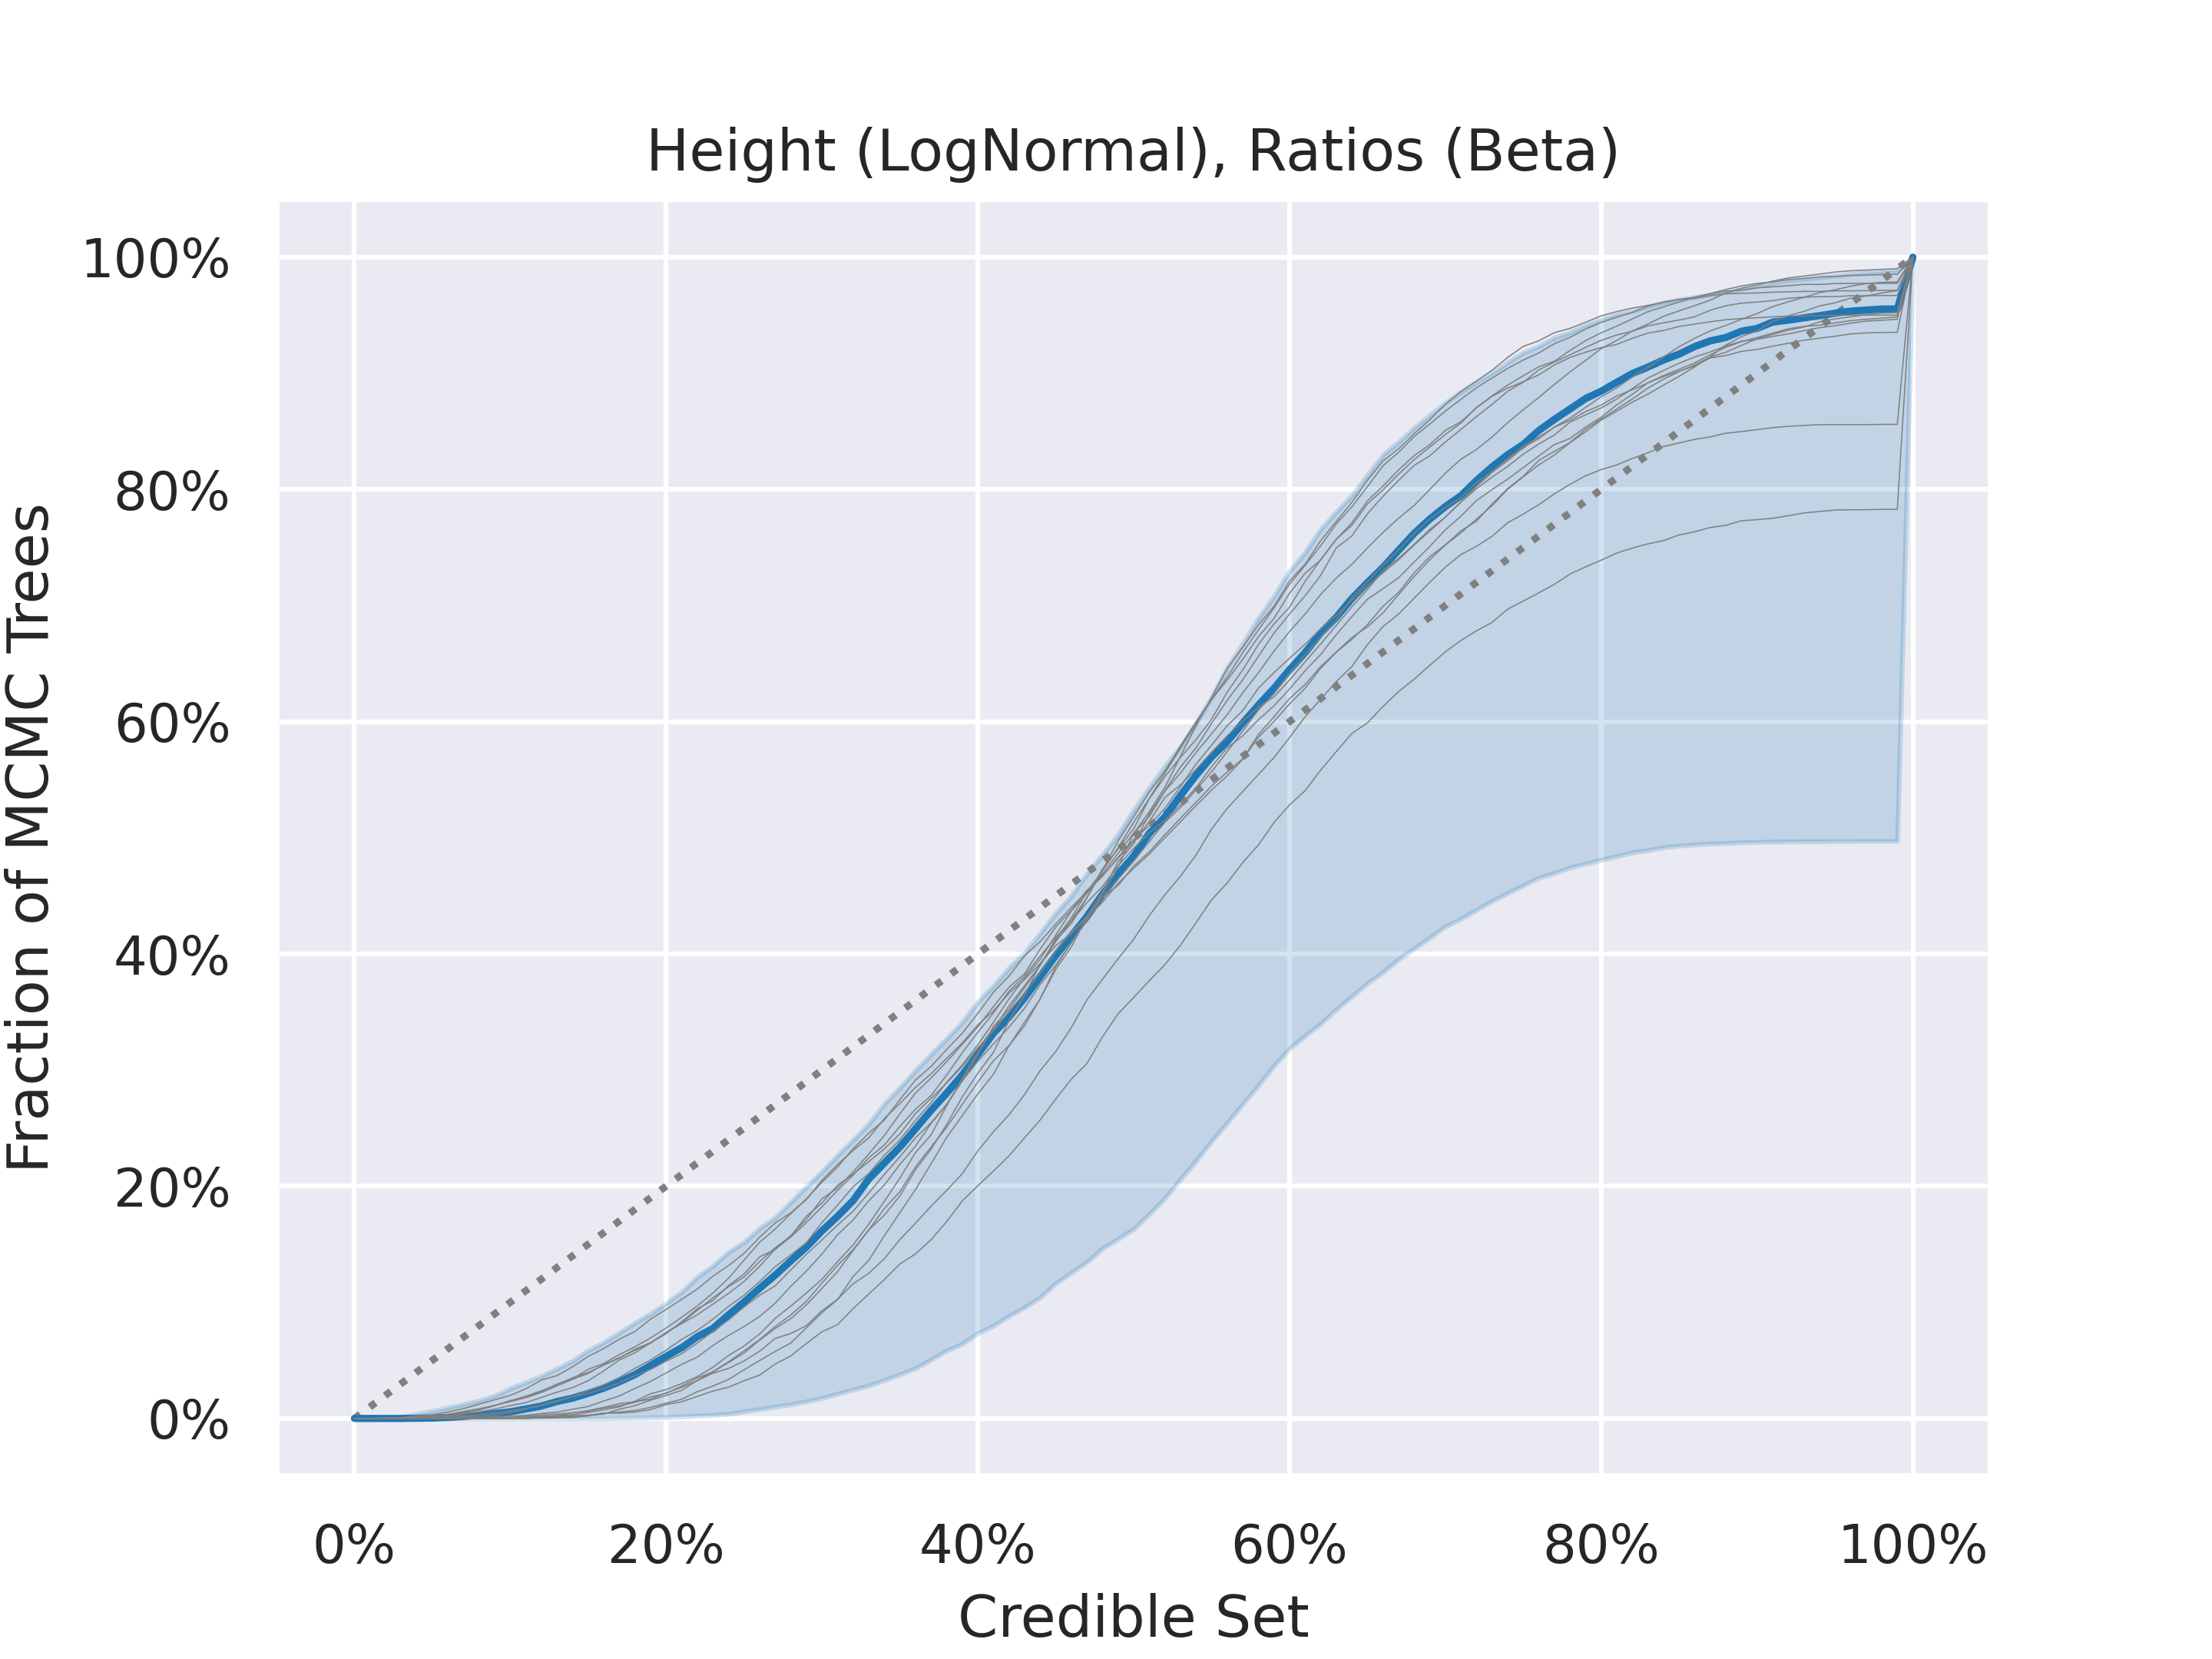 Height (LogNormal), Ratios (Beta)
Fraction of MCMC Trees
100%
80%
60%
40%
20%
0%
0% 20% 40% 60% 80% 100%
Credible Set